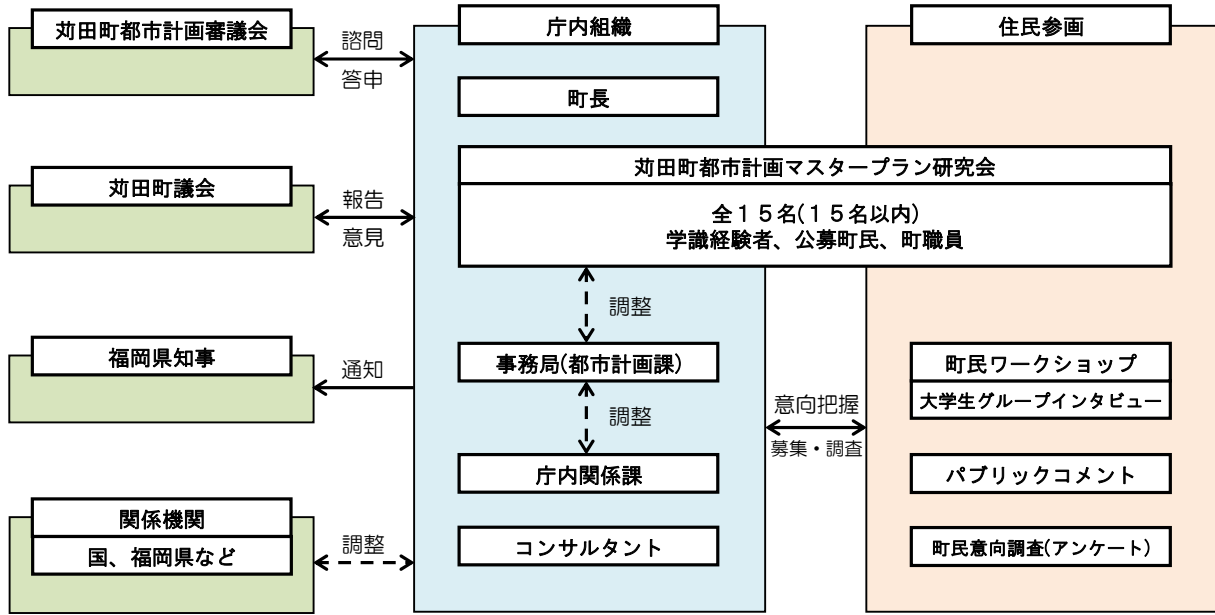 苅田町都市計画審議会
諮問
答申
苅田町議会
報告
意見
福岡県知事
通知
関係機関
国、福岡県など
調整
庁内組織
町長
苅田町都市計画マスタープラン研究会
全１５名(１５名以内)
学識経験者、公募町民、町職員
調整
事務局(都市計画課)
調整
庁内関係課
コンサルタント
意向把握
募集・調査
住民参画
町民ワークショップ
大学生グループインタビュー
パブリックコメント
町民意向調査(アンケート)